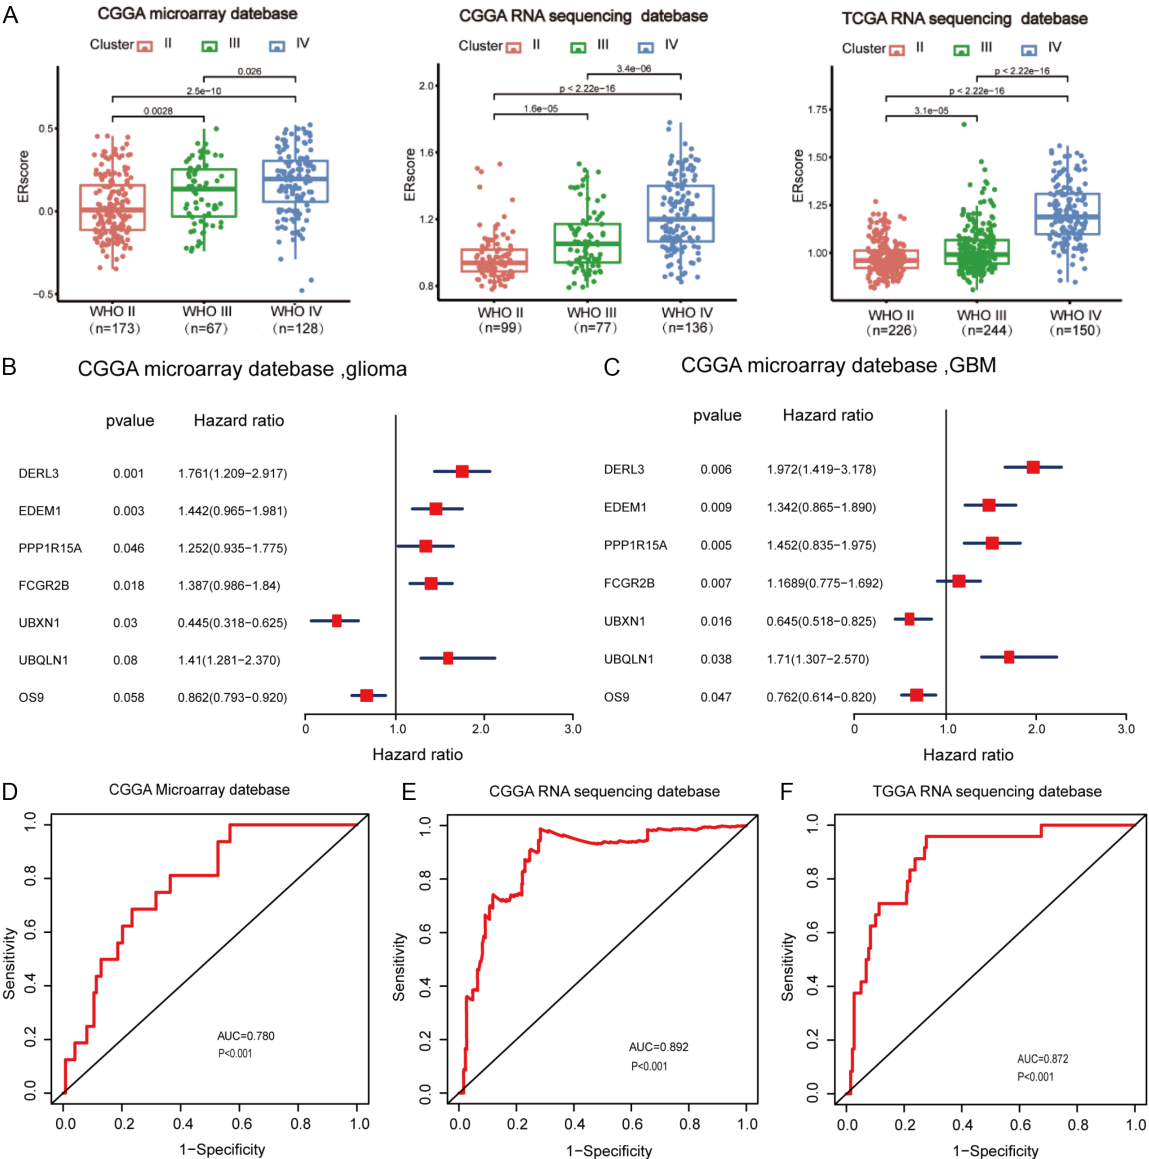 A
CGGA microarray datebase
Cluster II III IV
0.026
2.5e−10
0.0028
ERscore
0.5
0.0
−0.5
WHO II WHO III WHO IV
(n=173) (n=67) (n=128)
CGGA RNA sequencing datebase
Cluster II III IV
3.4e−06
p < 2.22e−16
1.6e−05
ERscore
2.0
1.6
1.2
0.8
WHO II WHO III WHO IV
(n=99) (n=77) (n=136)
TCGA RNA sequencing datebase
Cluster II III IV
p < 2.22e−16
p < 2.22e−16
3.1e−05
ERscore
1.75
1.50
1.25
1.00
WHO II WHO III WHO IV
(n=226) (n=244) (n=150)
B
CGGA microarray datebase ,glioma
pvalue Hazard ratio
DERL3 0.001 1.761(1.209−2.917)
EDEM1 0.003 1.442(0.965−1.981)
PPP1R15A 0.046 1.252(0.935−1.775)
FCGR2B 0.018 1.387(0.986−1.84)
UBXN1 0.03 0.445(0.318−0.625)
UBQLN1 0.08 1.41(1.281−2.370)
OS9 0.058 0.862(0.793−0.920)
0 1.0 2.0 3.0
Hazard ratio
C
CGGA microarray datebase ,GBM
pvalue Hazard ratio
DERL3 0.006 1.972(1.419−3.178)
EDEM1 0.009 1.342(0.865−1.890)
PPP1R15A 0.005 1.452(0.835−1.975)
FCGR2B 0.007 1.1689(0.775−1.692)
UBXN1 0.016 0.645(0.518−0.825)
UBQLN1 0.038 1.71(1.307−2.570)
OS9 0.047 0.762(0.614−0.820)
0 1.0 2.0 3.0
Hazard ratio
D
CGGA Microarray datebase
Sensitivity
1.0
0.8
0.6
0.4
0.2
0.0
AUC=0.780
P<0.001
0.0 0.2 0.4 0.6 0.8 1.0
1−Specificity
E
CGGA RNA sequencing datebase
Sensitivity
1.0
0.8
0.6
0.4
0.2
0.0
AUC=0.892
P<0.001
0.0 0.2 0.4 0.6 0.8 1.0
1−Specificity
F
TGGA RNA sequencing datebase
Sensitivity
1.0
0.8
0.6
0.4
0.2
0.0
AUC=0.872
P<0.001
0.0 0.2 0.4 0.6 0.8 1.0
1−Specificity